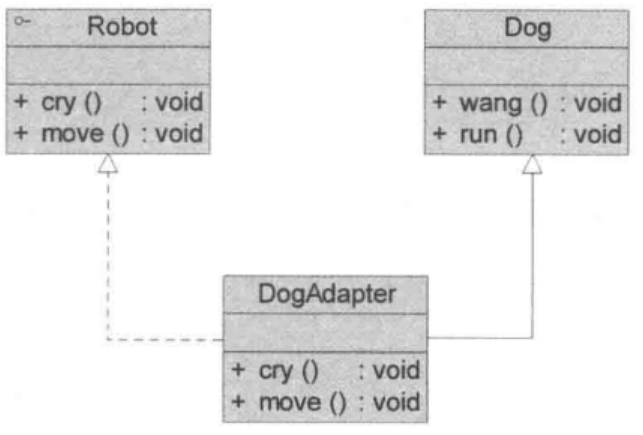 Robot
+ cry () : void
+ move () : void
Dog
+ wang () : void
+ run () : void
DogAdapter
+ cry () : void
+ move () : void